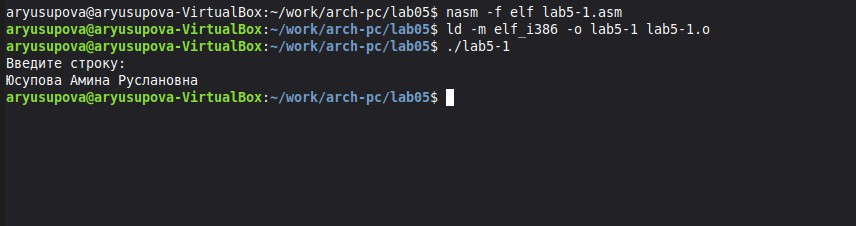 aryusupova@aryusupova-VirtualBox:~/work/arch-pc/lab05$ nasm -f elf lab5-1.asm
aryusupova@aryusupova-VirtualBox:~/work/arch-pc/lab05$ ld -m elf_i386 -o lab5-1 lab5-1.o
aryusupova@aryusupova-VirtualBox:~/work/arch-pc/lab05$ ./lab5-1
Введите строку:
Юсупова Амина Руслановна
aryusupova@aryusupova-VirtualBox:~/work/arch-pc/lab05$